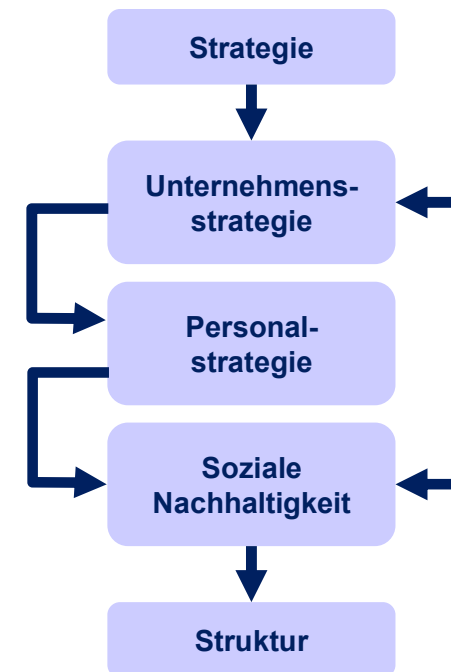 Strategie
Unternehmens-
strategie
Personal-
strategie
Soziale
Nachhaltigkeit
Struktur